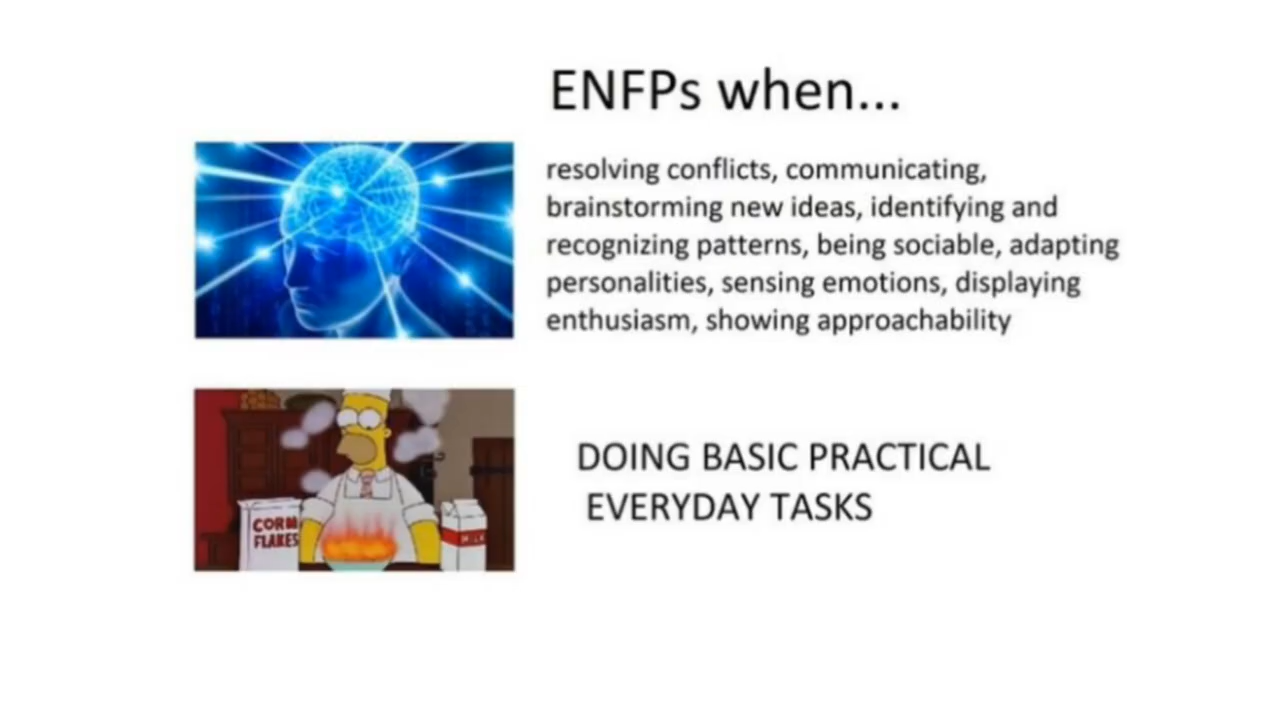 ENFPs when...
resolving conflicts, communicating,
brainstorming new ideas, identifying and
recognizing patterns, being sociable, adapting
personalities, sensing emotions, displaying
enthusiasm, showing approachability
CORN
FLAKES
MILK
DOING BASIC PRACTICAL
EVERYDAY TASKS